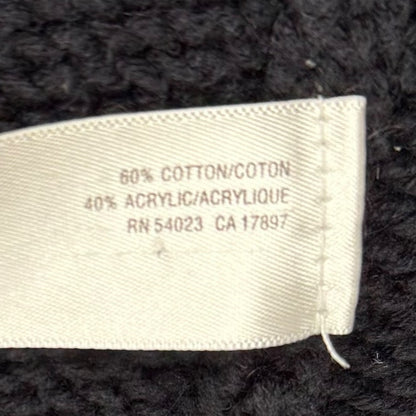 60% COTTON/COTON
40% ACRYLIC/ACRYLIQUE
RN 54023 CA 17897